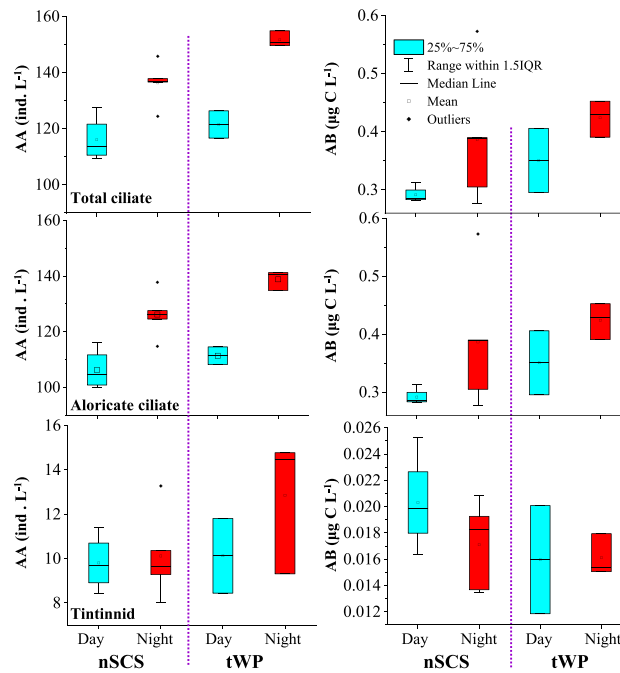 AA (ind. L-1)
160
140
120
100
Total ciliate
AB (μg C L-1)
0.6
0.5
0.4
0.3
25%~75%
Range within 1.5IQR
Median Line
Mean
Outliers
AA (ind . L-1)
160
140
120
100
Aloricate ciliate
AB (μg C L-1)
0.6
0.5
0.4
0.3
AA (ind . L-1)
16
14
12
10
8
Tintinnid
AB (μg C L-1)
0.026
0.024
0.022
0.020
0.018
0.016
0.014
0.012
Day Night Day Night
nSCS tWP
Day Night Day Night
nSCS tWP